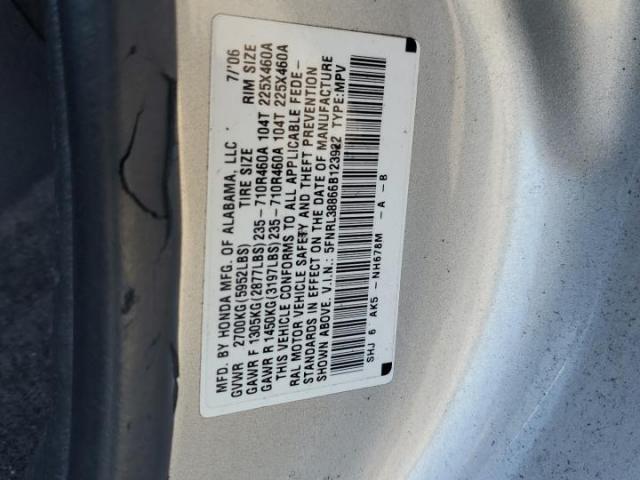 MFD. BY HONDA MFG. OF ALABAMA, LLC 7/'06
GVWR 2700KG(5952LBS) TIRE SIZE RIM SIZE
GAWR F 1305KG(2877LBS)235-710R460A 104T 225X460A
GAWR R 1450KG(3197LBS)235-710R460A 104T 225X460A
THIS VEHICLE CONFORMS TO ALL APPLICABLE FEDE-
RAL MOTOR VEHICLE SAFETY AND THEFT PREVENTION
STANDARDS IN EFFECT ON THE DATE OF MANUFACTURE
SHOWN ABOVE. V.I.N.: 5FNRL38866B123922 TYPE:MPV
SHJ 6 AK5 - NH678M - A - B